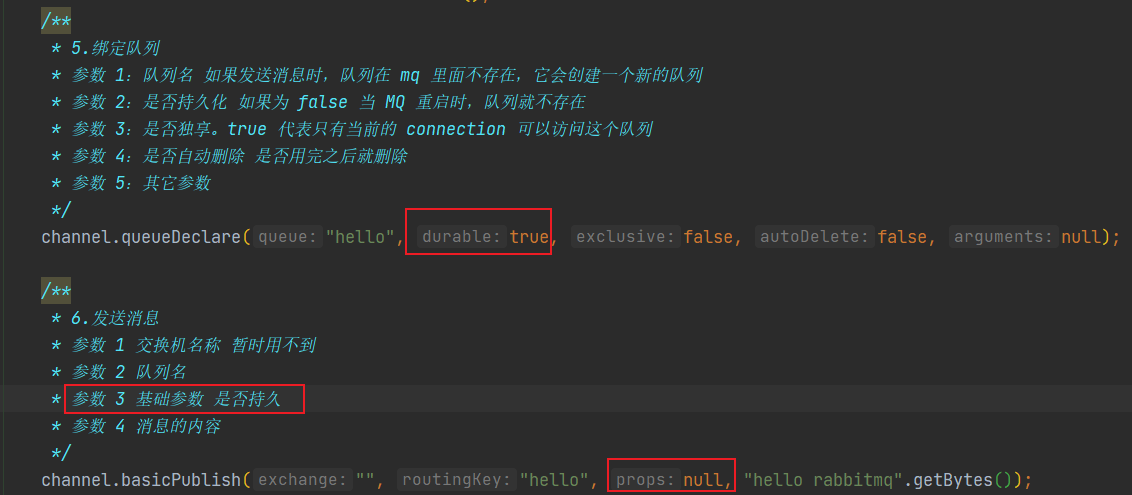 /**
* 5.绑定队列
* 参数 1：队列名 如果发送消息时，队列在 mq 里面不存在，它会创建一个新的队列
* 参数 2：是否持久化 如果为 false 当 MQ 重启时，队列就不存在
* 参数 3：是否独享。true 代表只有当前的 connection 可以访问这个队列
* 参数 4：是否自动删除 是否用完之后就删除
* 参数 5：其它参数
*/
channel.queueDeclare( queue: "hello", durable: true, exclusive: false, autoDelete: false, arguments: null);
/**
* 6.发送消息
* 参数 1 交换机名称 暂时用不到
* 参数 2 队列名
* 参数 3 基础参数 是否持久
* 参数 4 消息的内容
*/
channel.basicPublish( exchange: "", routingKey: "hello", props: null, "hello rabbitmq".getBytes());